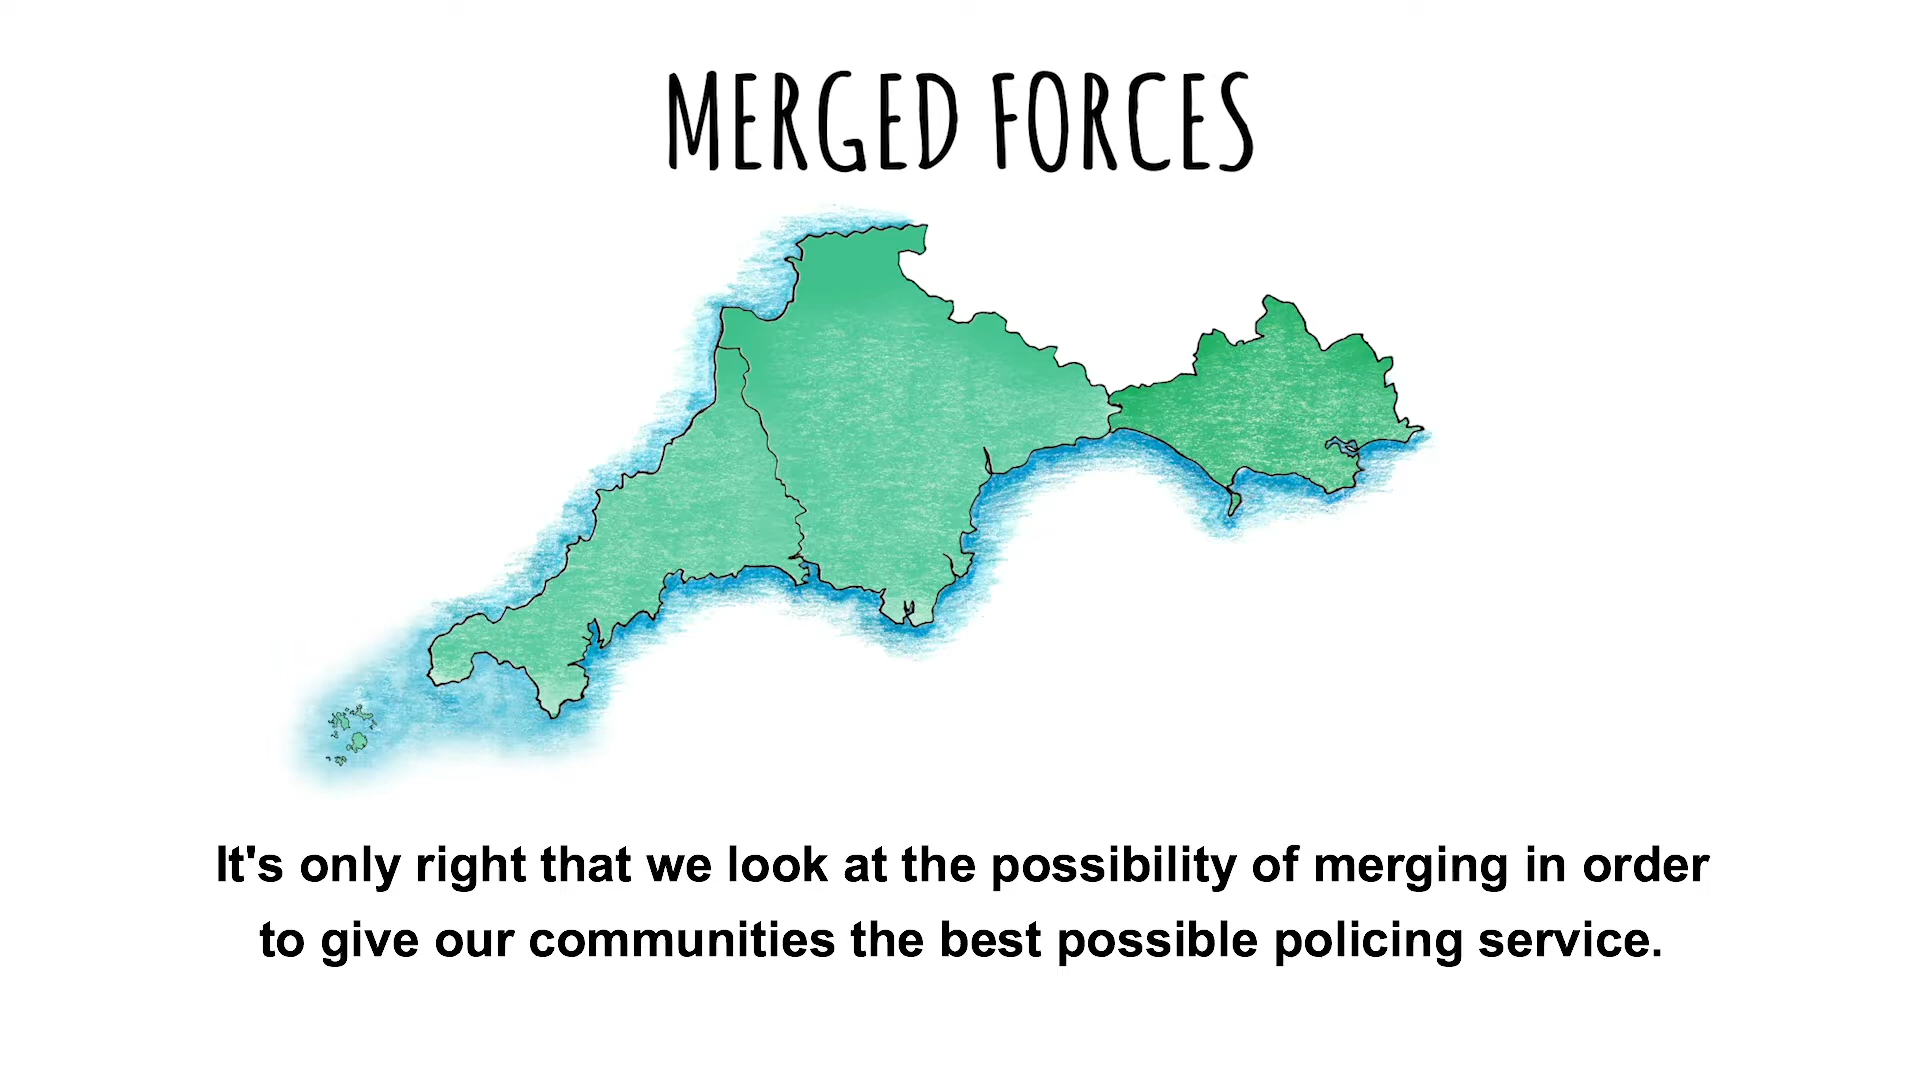 MERGED FORCES
It's only right that we look at the possibility of merging in order
to give our communities the best possible policing service.